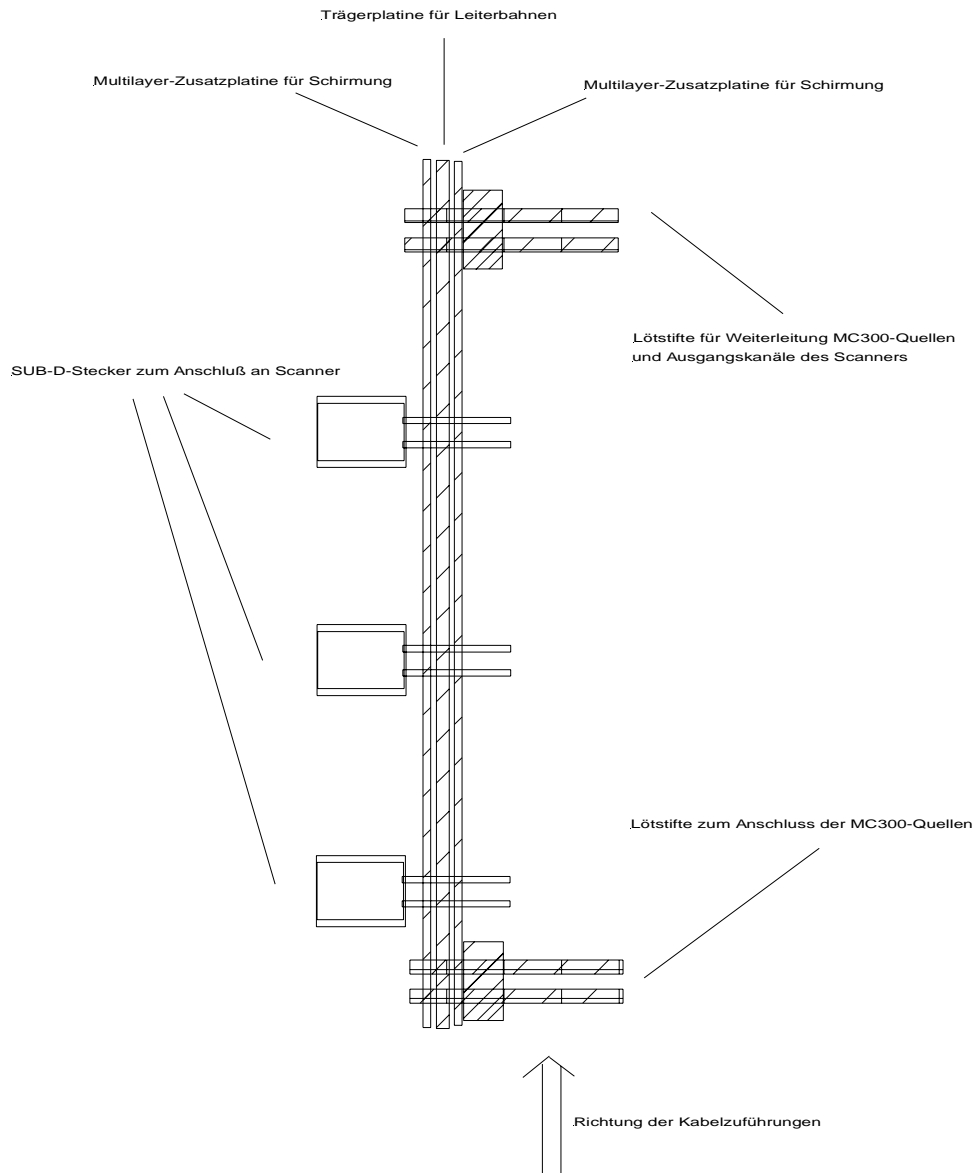 Trägerplatine für Leiterbahnen
Multilayer-Zusatzplatine für Schirmung
Multilayer-Zusatzplatine für Schirmung
Lötstifte für Weiterleitung MC300-Quellen
und Ausgangskanäle des Scanners
SUB-D-Stecker zum Anschluß an Scanner
Lötstifte zum Anschluss der MC300-Quellen
Richtung der Kabelzuführungen